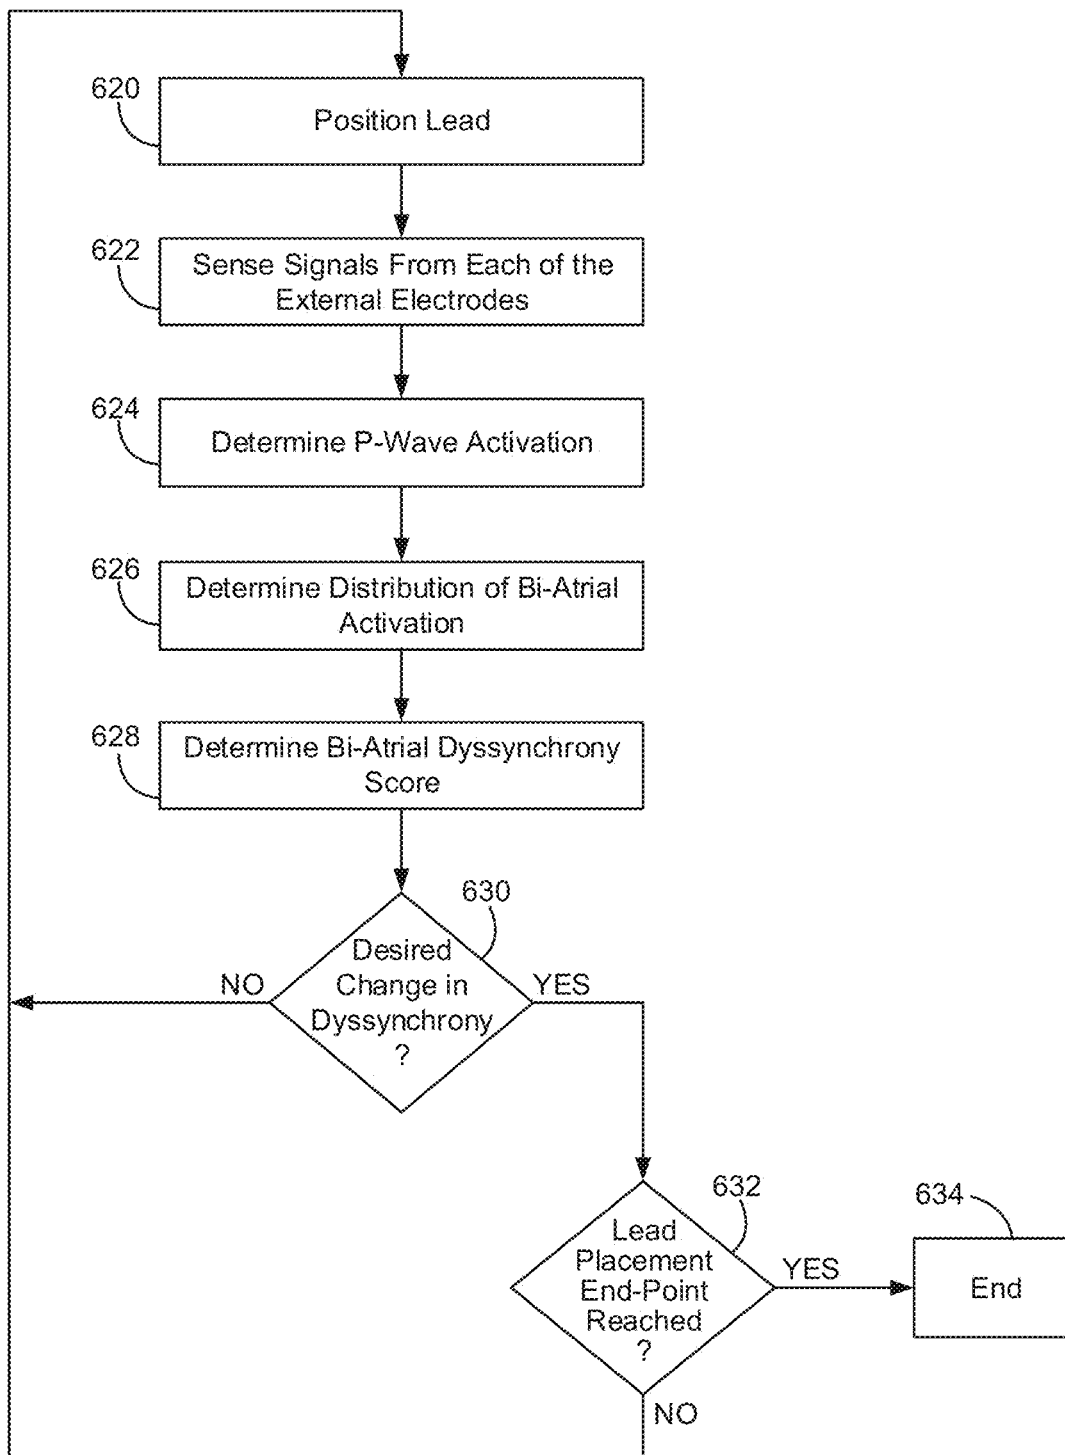 620
Position Lead
622
Sense Signals From Each of the
External Electrodes
624
Determine P-Wave Activation
626
Determine Distribution of Bi-Atrial
Activation
628
Determine Bi-Atrial Dyssynchrony
Score
630
Desired
Change in
Dyssynchrony
?
NO
YES
632
Lead
Placement
End-Point
Reached
?
YES
NO
634
End